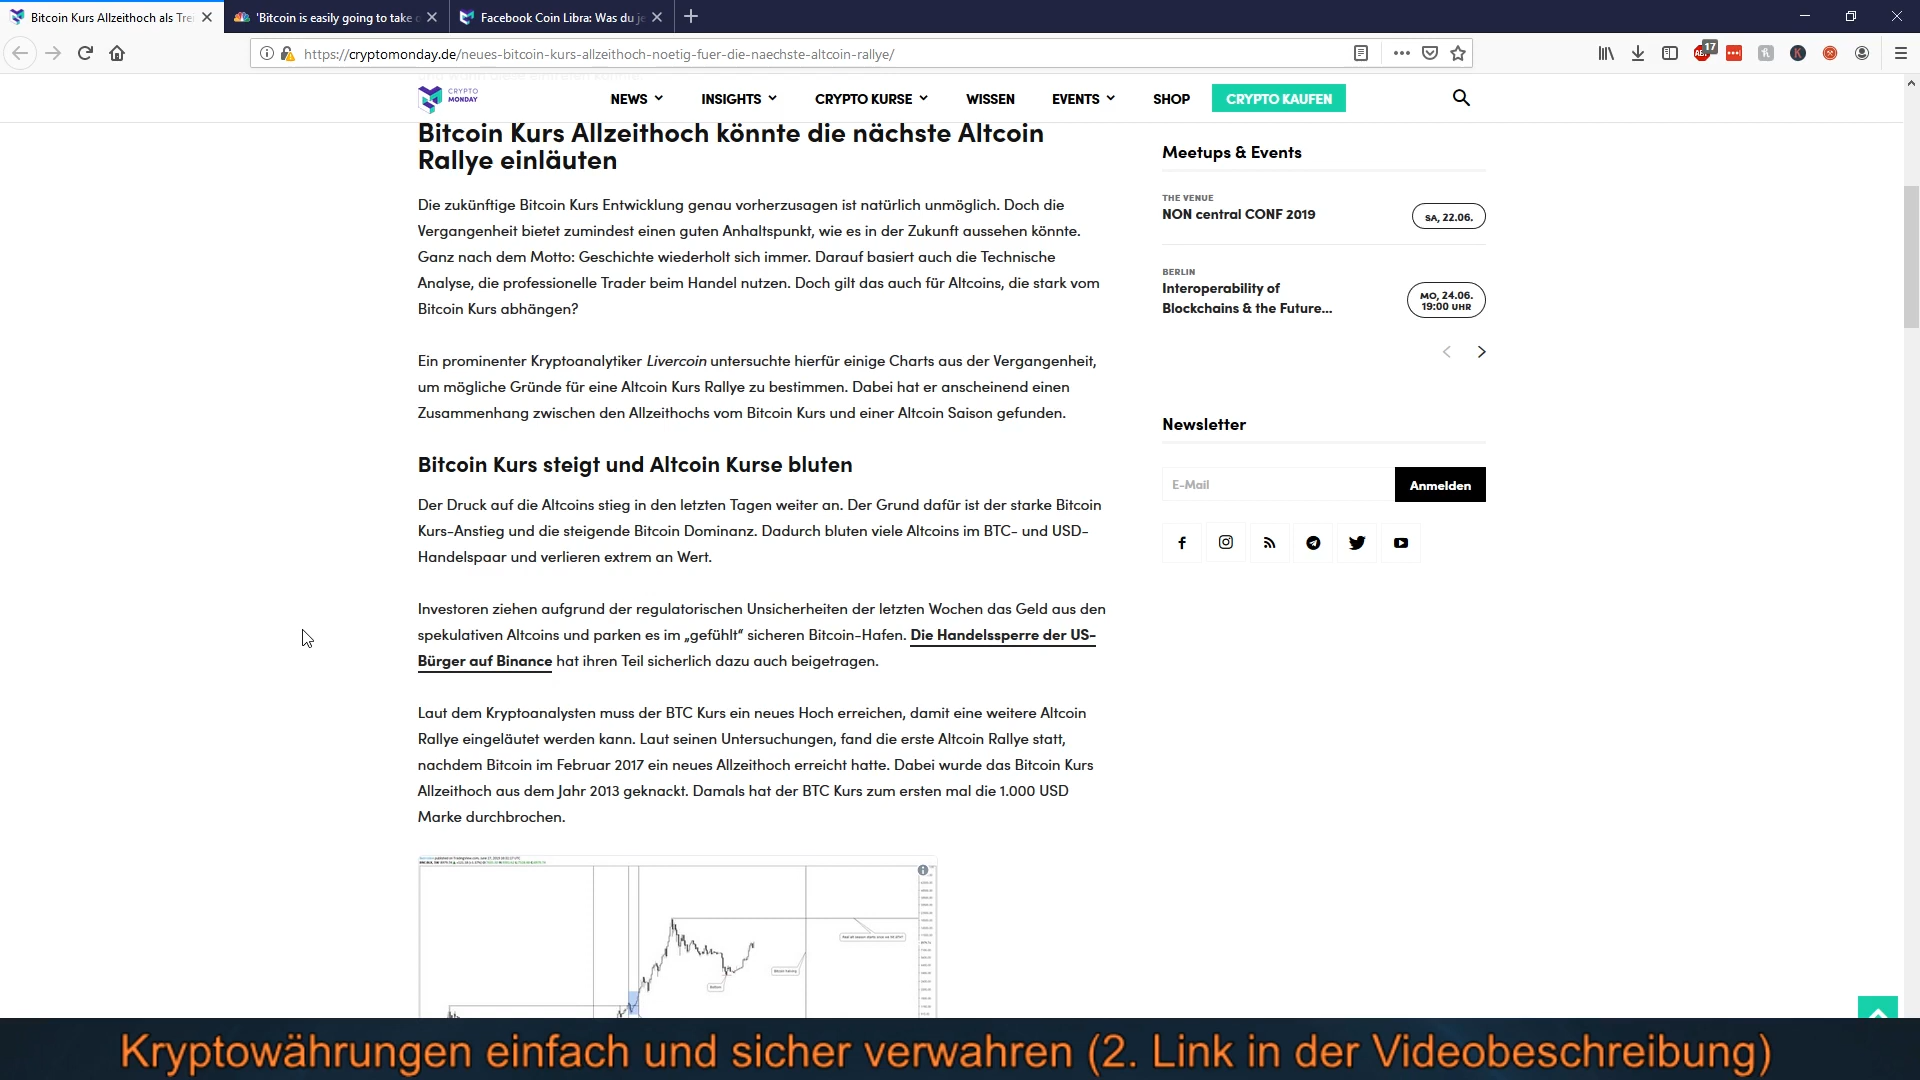 Bitcoin Kurs Allzeithoch als Tre
'Bitcoin is easily going to take o
Facebook Coin Libra: Was du je
https://cryptomonday.de/neues-bitcoin-kurs-allzeithoch-noetig-fuer-die-naechste-altcoin-rallye/
17
CRYPTO
MONDAY
NEWS
INSIGHTS
CRYPTO KURSE
WISSEN
EVENTS
SHOP
CRYPTO KAUFEN
Bitcoin Kurs Allzeithoch könnte die nächste Altcoin
Rallye einläuten
Die zukünftige Bitcoin Kurs Entwicklung genau vorherzusagen ist natürlich unmöglich. Doch die
Vergangenheit bietet zumindest einen guten Anhaltspunkt, wie es in der Zukunft aussehen könnte.
Ganz nach dem Motto: Geschichte wiederholt sich immer. Darauf basiert auch die Technische
Analyse, die professionelle Trader beim Handel nutzen. Doch gilt das auch für Altcoins, die stark vom
Bitcoin Kurs abhängen?
Ein prominenter Kryptoanalytiker Livercoin untersuchte hierfür einige Charts aus der Vergangenheit,
um mögliche Gründe für eine Altcoin Kurs Rallye zu bestimmen. Dabei hat er anscheinend einen
Zusammenhang zwischen den Allzeithochs vom Bitcoin Kurs und einer Altcoin Saison gefunden.
Bitcoin Kurs steigt und Altcoin Kurse bluten
Der Druck auf die Altcoins stieg in den letzten Tagen weiter an. Der Grund dafür ist der starke Bitcoin
Kurs-Anstieg und die steigende Bitcoin Dominanz. Dadurch bluten viele Altcoins im BTC- und USD-
Handelspaar und verlieren extrem an Wert.
Investoren ziehen aufgrund der regulatorischen Unsicherheiten der letzten Wochen das Geld aus den
spekulativen Altcoins und parken es im „gefühlt“ sicheren Bitcoin-Hafen. Die Handelssperre der US-
Bürger auf Binance hat ihren Teil sicherlich dazu auch beigetragen.
Laut dem Kryptoanalysten muss der BTC Kurs ein neues Hoch erreichen, damit eine weitere Altcoin
Rallye eingeläutet werden kann. Laut seinen Untersuchungen, fand die erste Altcoin Rallye statt,
nachdem Bitcoin im Februar 2017 ein neues Allzeithoch erreicht hatte. Dabei wurde das Bitcoin Kurs
Allzeithoch aus dem Jahr 2013 geknackt. Damals hat der BTC Kurs zum ersten mal die 1.000 USD
Marke durchbrochen.
Meetups & Events
THE VENUE
NON central CONF 2019
SA, 22.06.
BERLIN
Interoperability of
Blockchains & the Future...
MO, 24.06.
19:00 UHR
Newsletter
E-Mail
Anmelden
Kryptowährungen einfach und sicher verwahren (2. Link in der Videobeschreibung)